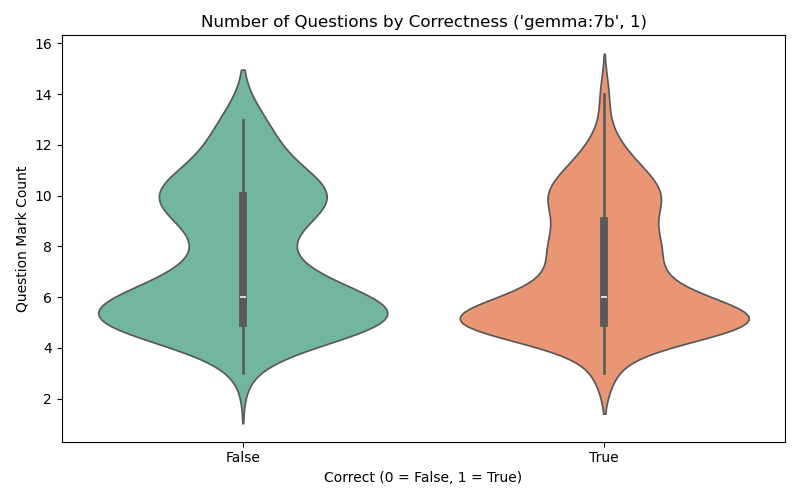 Number of Questions by Correctness ('gemma:7b', 1)
16
14
12
10
8
6
4
2
Question Mark Count
False
True
Correct (0 = False, 1 = True)